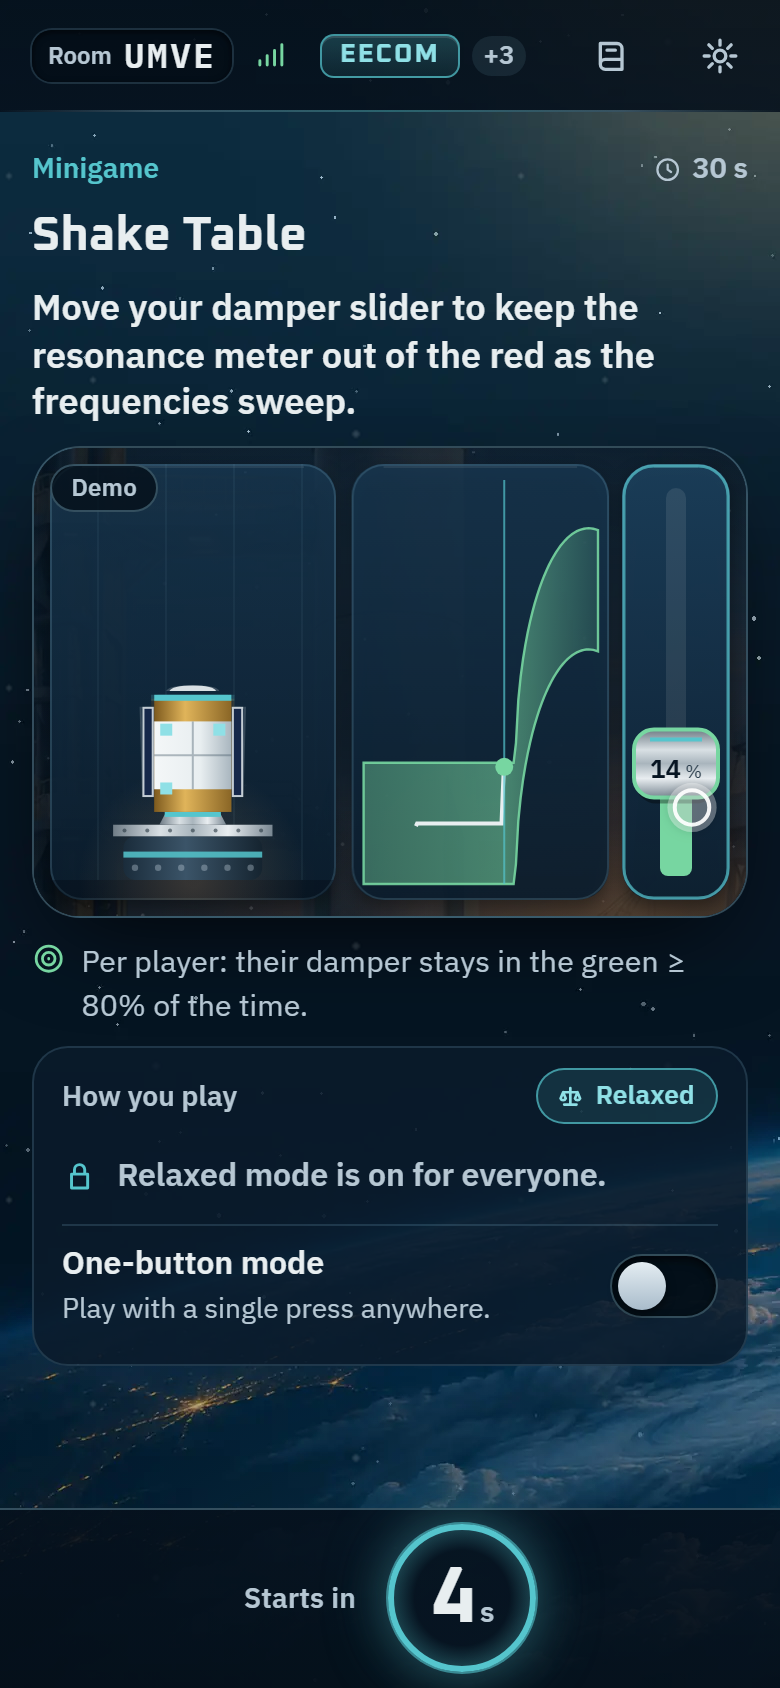 Room UMVE
EECOM
+3
Minigame
30 s
Shake Table
Move your damper slider to keep the
resonance meter out of the red as the
frequencies sweep.
Demo
14 %
Per player: their damper stays in the green ≥
80% of the time.
How you play
Relaxed
Relaxed mode is on for everyone.
One-button mode
Play with a single press anywhere.
Starts in
4 s